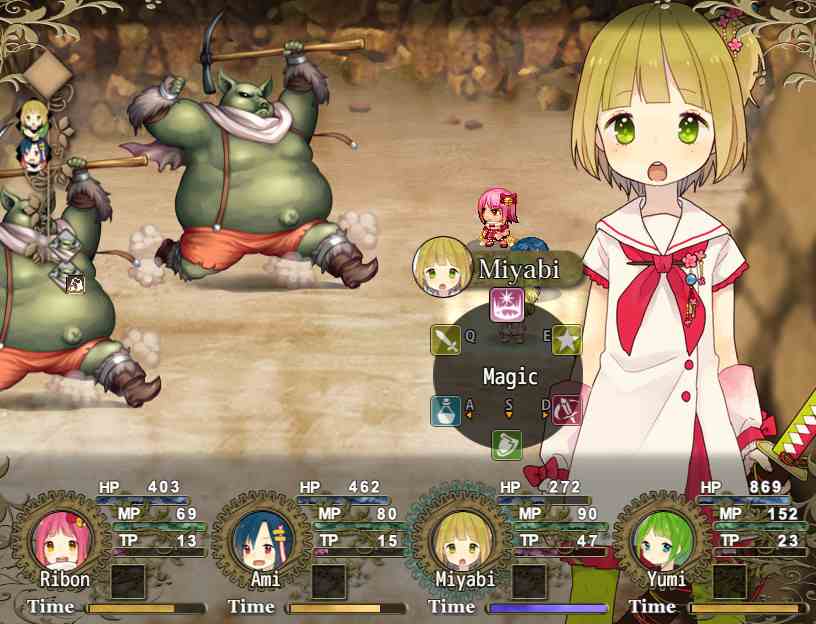 Miyabi
Q E
Magic
A S D
HP 403
MP 69
TP 13
Ribon
Time
HP 462
MP 80
TP 15
Ami
Time
HP 272
MP 90
TP 47
Miyabi
Time
HP 869
MP 152
TP 23
Yumi
Time